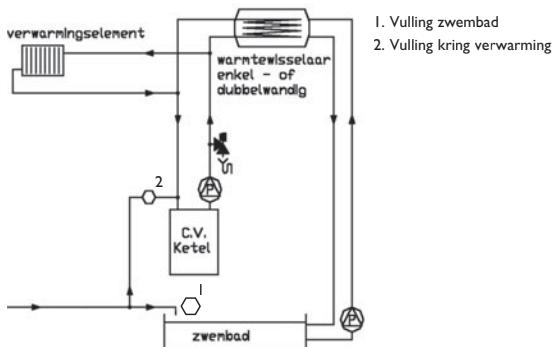 verwarmingselement
warmtewisselaar
enkel - of
dubbelwandig
1. Vulling zwembad
2. Vulling kring verwarming
2
P
C.V.
Ketel
1
P
zwembad